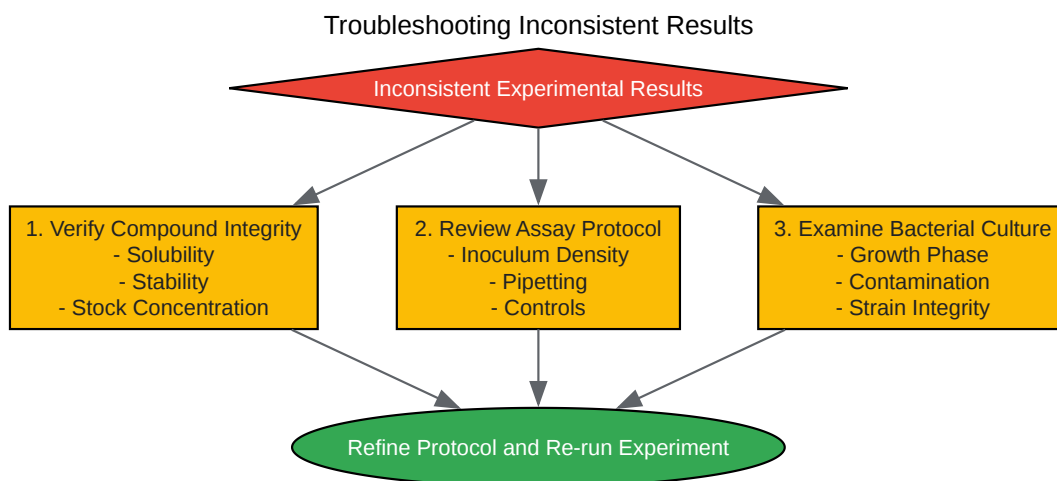 Troubleshooting Inconsistent Results
Inconsistent Experimental Results
1. Verify Compound Integrity
- Solubility
- Stability
- Stock Concentration
2. Review Assay Protocol
- Inoculum Density
- Pipetting
- Controls
3. Examine Bacterial Culture
- Growth Phase
- Contamination
- Strain Integrity
Refine Protocol and Re-run Experiment